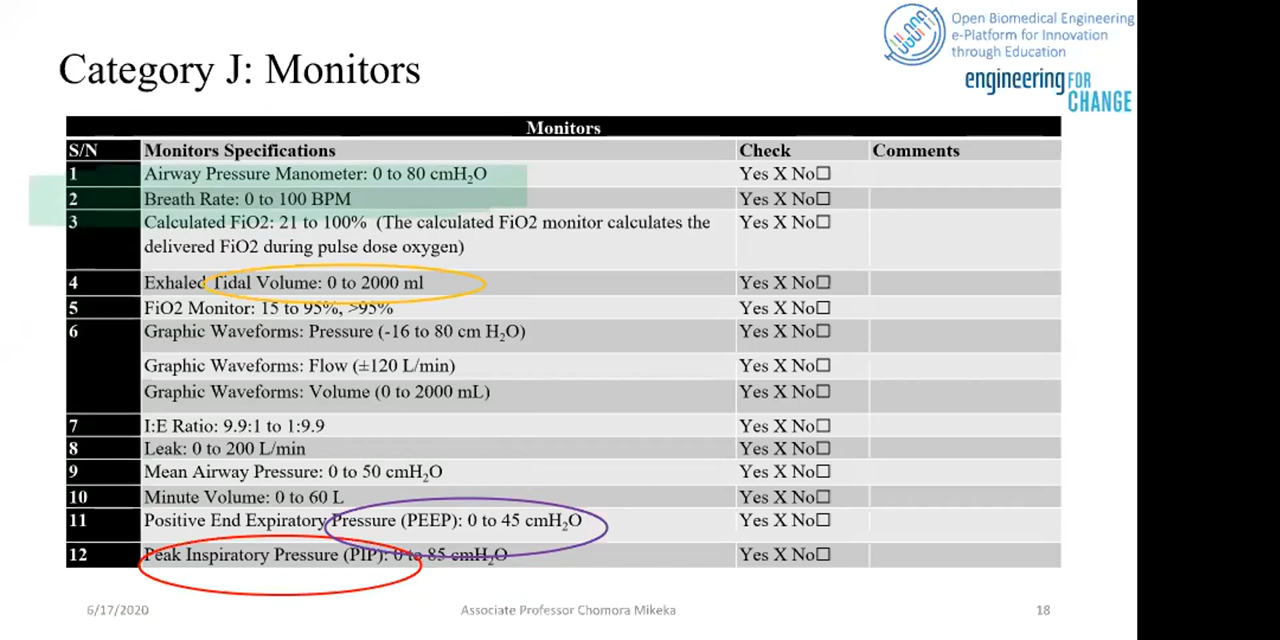 Open Biomedical Engineering
e-Platform for Innovation
through Education
engineering FOR
CHANGE
Category J: Monitors
Monitors
S/N Monitors Specifications Check Comments
1 Airway Pressure Manometer: 0 to 80 cmH₂O Yes X No☐
2 Breath Rate: 0 to 100 BPM Yes X No☐
3 Calculated FiO2: 21 to 100% (The calculated FiO2 monitor calculates the Yes X No☐
delivered FiO2 during pulse dose oxygen)
4 Exhaled Tidal Volume: 0 to 2000 ml Yes X No☐
5 FiO2 Monitor: 15 to 95%, >95% Yes X No☐
6 Graphic Waveforms: Pressure (-16 to 80 cm H₂O) Yes X No☐
Graphic Waveforms: Flow (±120 L/min) Yes X No☐
Graphic Waveforms: Volume (0 to 2000 mL) Yes X No☐
7 I:E Ratio: 9.9:1 to 1:9.9 Yes X No☐
8 Leak: 0 to 200 L/min Yes X No☐
9 Mean Airway Pressure: 0 to 50 cmH₂O Yes X No☐
10 Minute Volume: 0 to 60 L Yes X No☐
11 Positive End Expiratory Pressure (PEEP): 0 to 45 cmH₂O Yes X No☐
12 Peak Inspiratory Pressure (PIP): 0 to 85 cmH₂O Yes X No☐
6/17/2020 Associate Professor Chomora Mikeka 18